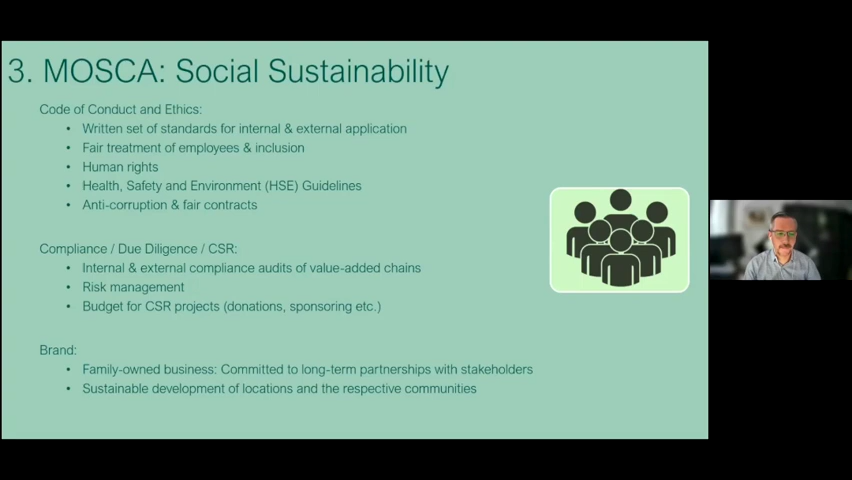 3. MOSCA: Social Sustainability
Code of Conduct and Ethics:
• Written set of standards for internal & external application
• Fair treatment of employees & inclusion
• Human rights
• Health, Safety and Environment (HSE) Guidelines
• Anti-corruption & fair contracts
Compliance / Due Diligence / CSR:
• Internal & external compliance audits of value-added chains
• Risk management
• Budget for CSR projects (donations, sponsoring etc.)
Brand:
• Family-owned business: Committed to long-term partnerships with stakeholders
• Sustainable development of locations and the respective communities